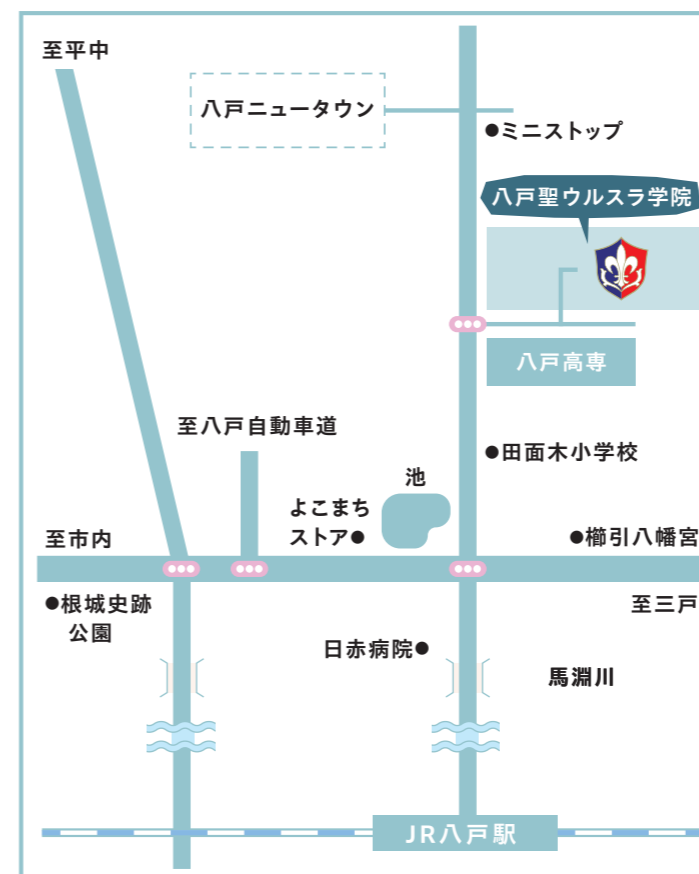 至平中
八戸ニュータウン
●ミニストップ
八戸聖ウルスラ学院
八戸高専
至八戸自動車道
●田面木小学校
池
よこまち
ストア●
至市内
●櫛引八幡宮
●根城史跡
公園
至三戸
日赤病院●
馬淵川
JR八戸駅